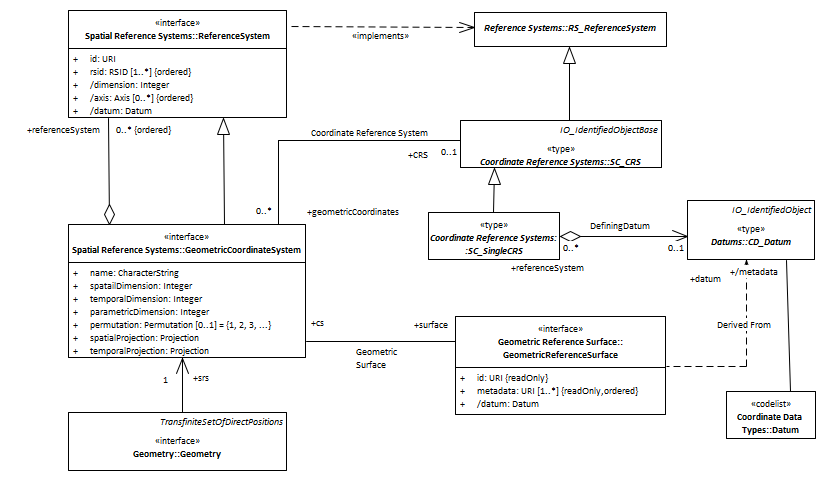 «interface»
Spatial Reference Systems::ReferenceSystem
+ id: URI
+ rsid: RSID [1..*] {ordered}
+ /dimension: Integer
+ /axis: Axis [0..*] {ordered}
+ /datum: Datum
«implements»
Reference Systems::RS_ReferenceSystem
+referenceSystem
0..* {ordered}
Coordinate Reference System
+CRS
0..1
IO_IdentifiedObjectBase
«type»
Coordinate Reference Systems::SC_CRS
0..*
+geometricCoordinates
«type»
Coordinate Reference Systems:
:SC_SingleCRS
+referenceSystem
0..*
DefiningDatum
0..1
IO_IdentifiedObject
«type»
Datums::CD_Datum
+datum
+/metadata
«interface»
Spatial Reference Systems::GeometricCoordinateSystem
+ name: CharacterString
+ spatailDimension: Integer
+ temporalDimension: Integer
+ parametricDimension: Integer
+ permutation: Permutation [0..1] = {1, 2, 3, ...}
+ spatialProjection: Projection
+ temporalProjection: Projection
+cs
+surface
Geometric
Surface
«interface»
Geometric Reference Surface::
GeometricReferenceSurface
+ id: URI {readOnly}
+ metadata: URI [1..*] {readOnly,ordered}
+ /datum: Datum
Derived From
1
+srs
TransfiniteSetOfDirectPositions
«interface»
Geometry::Geometry
«codelist»
Coordinate Data
Types::Datum